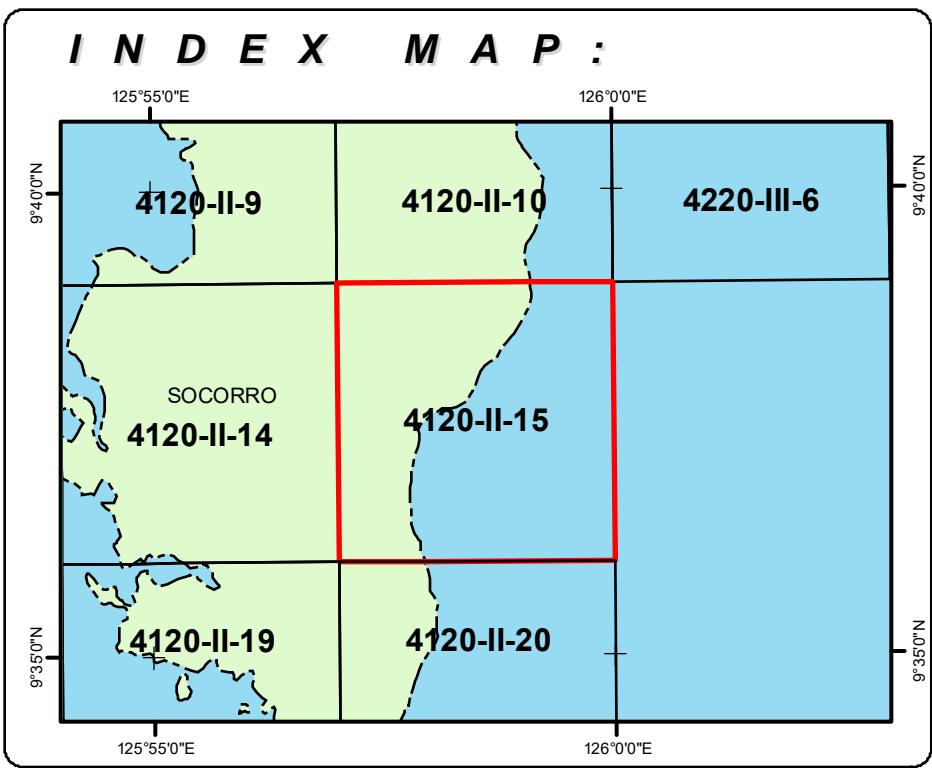 INDEX MAP:
125°55'0"E 126°0'0"E
9°40'0"N 9°40'0"N
4120-II-9 4120-II-10 4220-III-6
SOCORRO
4120-II-14 4120-II-15
4120-II-19 4120-II-20
9°35'0"N 9°35'0"N
125°55'0"E 126°0'0"E